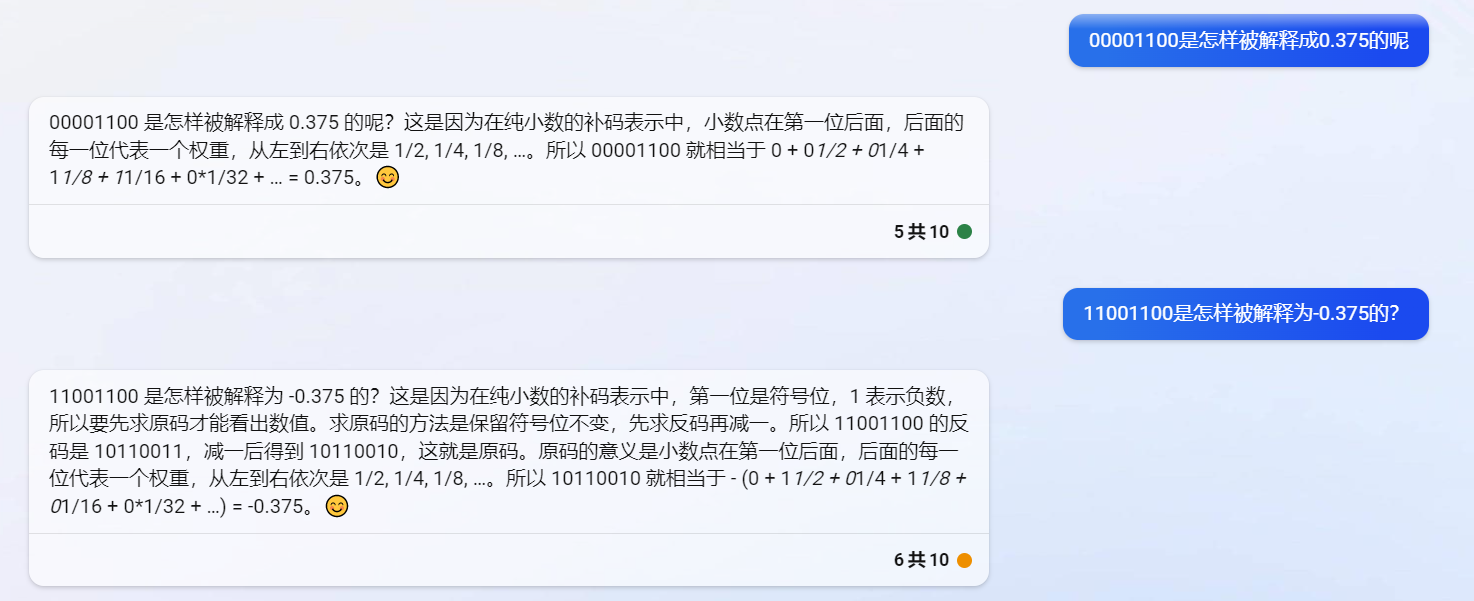 00001100是怎样被解释成0.375的呢
00001100 是怎样被解释成 0.375 的呢？这是因为在纯小数的补码表示中，小数点在第一位后面，后面的
每一位代表一个权重，从左到右依次是 1/2, 1/4, 1/8, ...。所以 00001100 就相当于 0 + 01/2 + 01/4 +
11/8 + 11/16 + 0*1/32 + ... = 0.375。😊
5 共 10
11001100是怎样被解释为-0.375的?
11001100 是怎样被解释为 -0.375 的？这是因为在纯小数的补码表示中，第一位是符号位，1 表示负数，
所以要先求原码才能看出数值。求原码的方法是保留符号位不变，先求反码再减一。所以 11001100 的反
码是 10110011，减一后得到 10110010，这就是原码。原码的意义是小数点在第一位后面，后面的每一
位代表一个权重，从左到右依次是 1/2, 1/4, 1/8, ...。所以 10110010 就相当于 - (0 + 11/2 + 01/4 + 11/8 +
01/16 + 0*1/32 + ...) = -0.375。😊
6 共 10